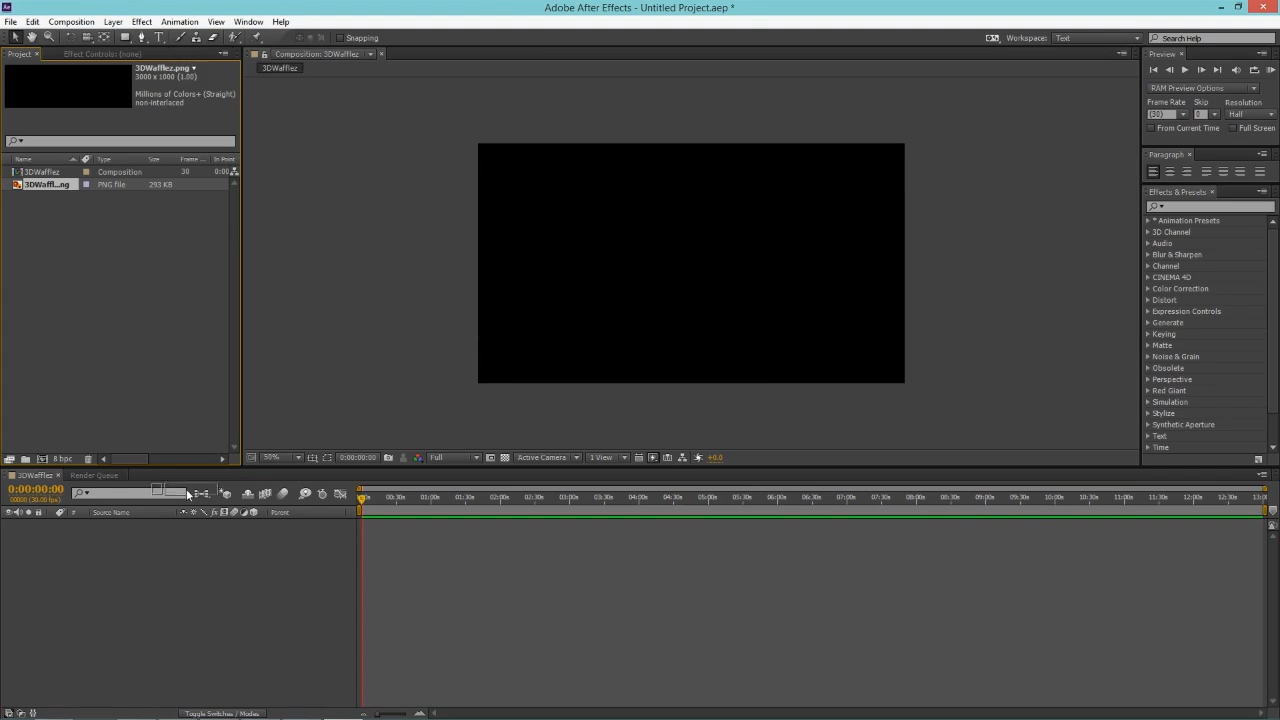 Adobe After Effects - Untitled Project.aep *
File Edit Composition Layer Effect Animation View Window Help
Snapping
Workspace: Text
Search Help
Project
Effect Controls: (none)
Composition: 3DWafflez
Preview
3DWafflez.png
3000 x 1000 (1.00)
Millions of Colors+ (Straight)
non-interlaced
3DWafflez
RAM Preview Options
Frame Rate Skip Resolution
(30) 0 Half
From Current Time Full Screen
Name Type Size Frame ... In Point
3DWafflez Composition 30 0:00
3DWaffl...ng PNG file 293 KB
Paragraph
Effects & Presets
* Animation Presets
3D Channel
Audio
Blur & Sharpen
Channel
CINEMA 4D
Color Correction
Distort
Expression Controls
Generate
Keying
Matte
Noise & Grain
Obsolete
Perspective
Red Giant
Simulation
Stylize
Synthetic Aperture
Text
Time
8 bpc
50% 0:00:00:00 Full Active Camera 1 View +0.0
3DWafflez Render Queue
0:00:00:00
00000 (30.00 fps)
00:30s 01:00s 01:30s 02:00s 02:30s 03:00s 03:30s 04:00s 04:30s 05:00s 05:30s 06:00s 06:30s 07:00s 07:30s 08:00s 08:30s 09:00s 09:30s 10:00s 10:30s 11:00s 11:30s 12:00s 12:30s
# Source Name Parent
Toggle Switches / Modes